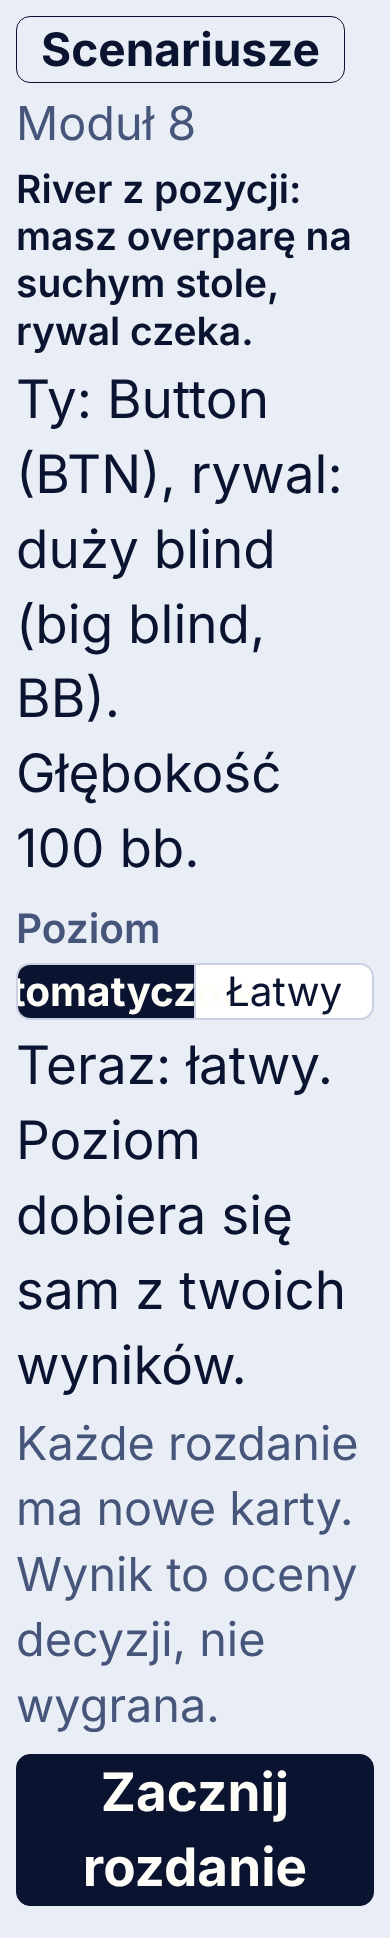 Scenariusze
Moduł 8
River z pozycji:
masz overparę na
suchym stole,
rywal czeka.
Ty: Button
(BTN), rywal:
duży blind
(big blind,
BB).
Głębokość
100 bb.
Poziom
tomatycz Łatwy
Teraz: łatwy.
Poziom
dobiera się
sam z twoich
wyników.
Każde rozdanie
ma nowe karty.
Wynik to oceny
decyzji, nie
wygrana.
Zacznij
rozdanie